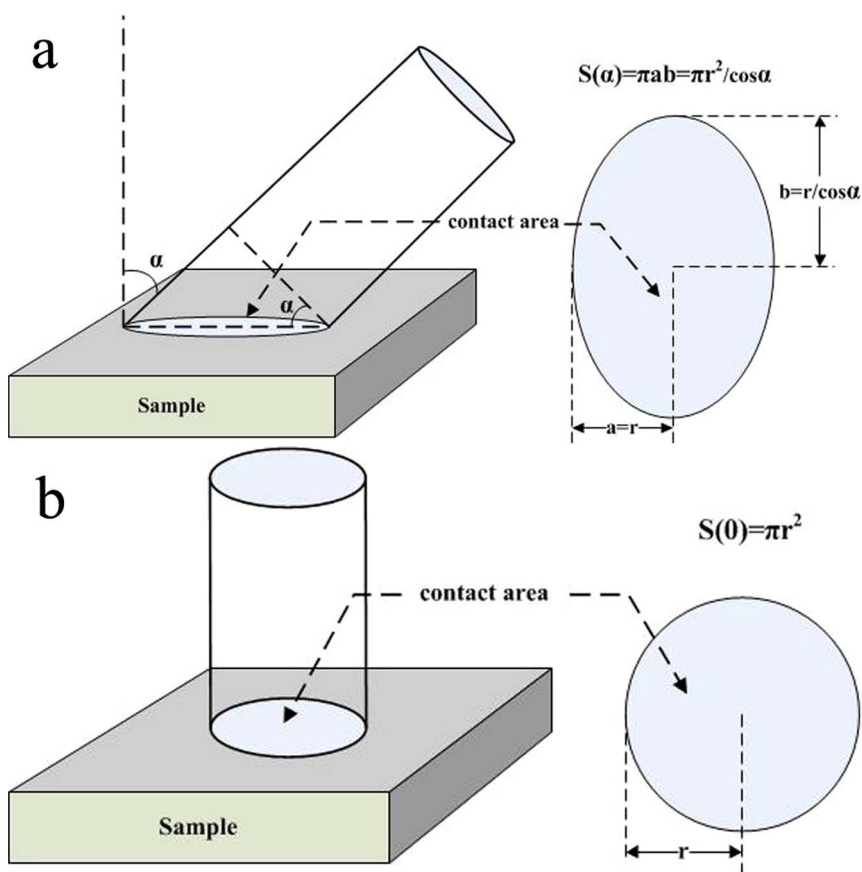 a
S(α)=πab=πr²/cosα
b=r/cosα
contact area
α
α
Sample
a=r
b
S(0)=πr²
contact area
Sample
r